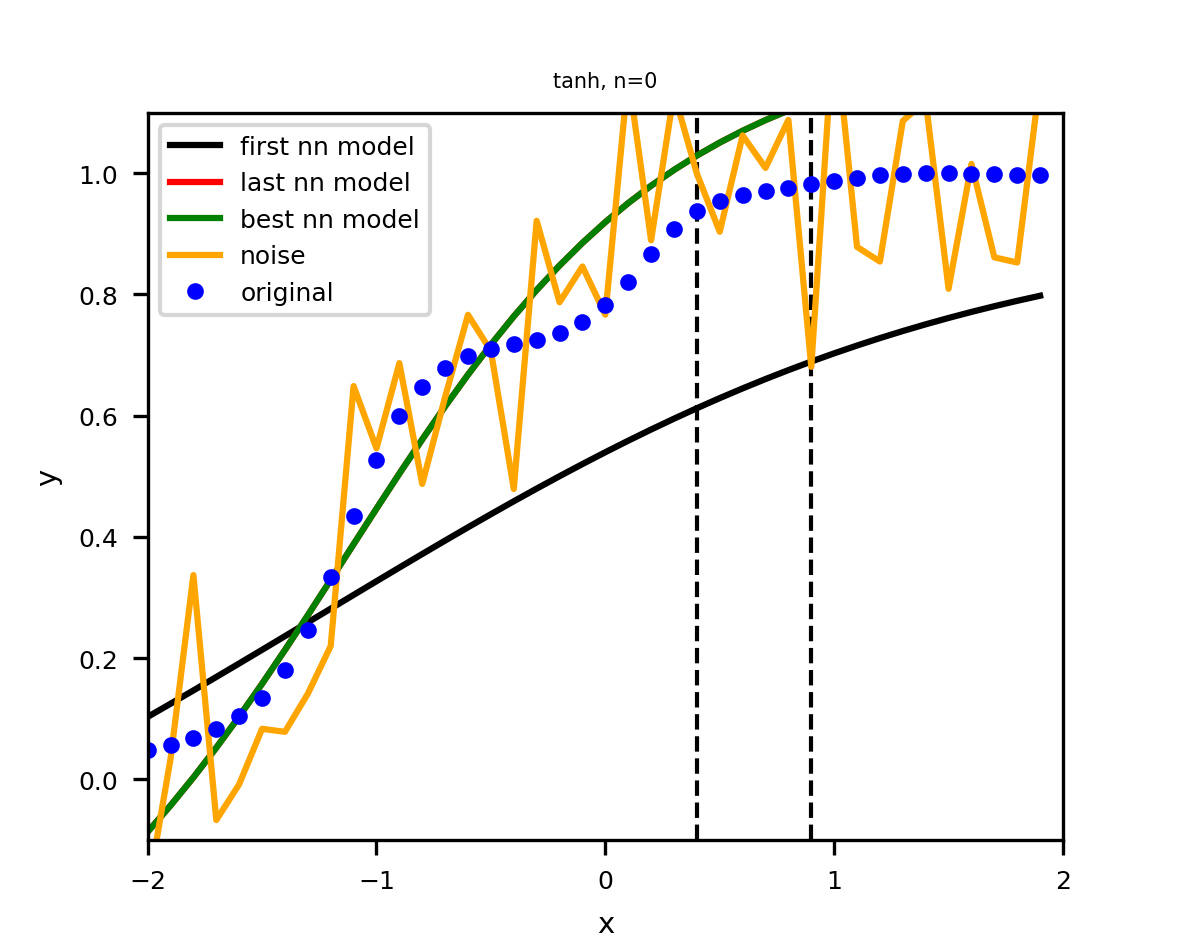 tanh, n=0
first nn model
last nn model
best nn model
noise
original
1.0
0.8
0.6
0.4
0.2
0.0
y
−2
−1
0
1
2
x